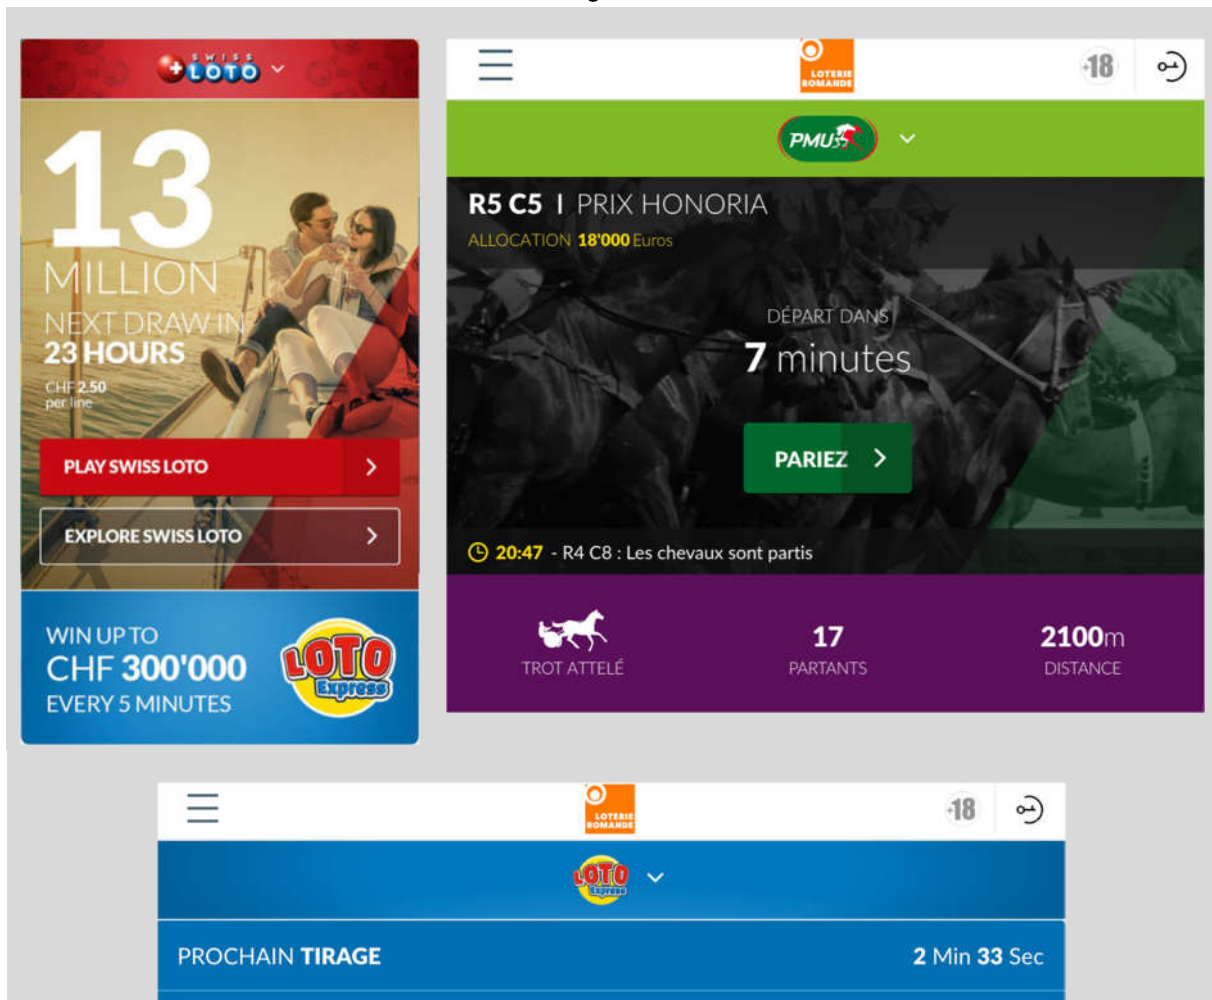 SWISS
LOTO
13
MILLION
NEXT DRAW IN
23 HOURS
CHF 2.50
per line
PLAY SWISS LOTO
EXPLORE SWISS LOTO
WIN UP TO
CHF 300'000
EVERY 5 MINUTES
LOTO
Express
LOTERIE
ROMANDE
+18
PMU
R5 C5 | PRIX HONORIA
ALLOCATION 18'000 Euros
DÉPART DANS
7 minutes
PARIEZ
20:47 - R4 C8 : Les chevaux sont partis
TROT ATTELÉ
17
PARTANTS
2100m
DISTANCE
LOTERIE
ROMANDE
+18
LOTO
Express
PROCHAIN TIRAGE
2 Min 33 Sec